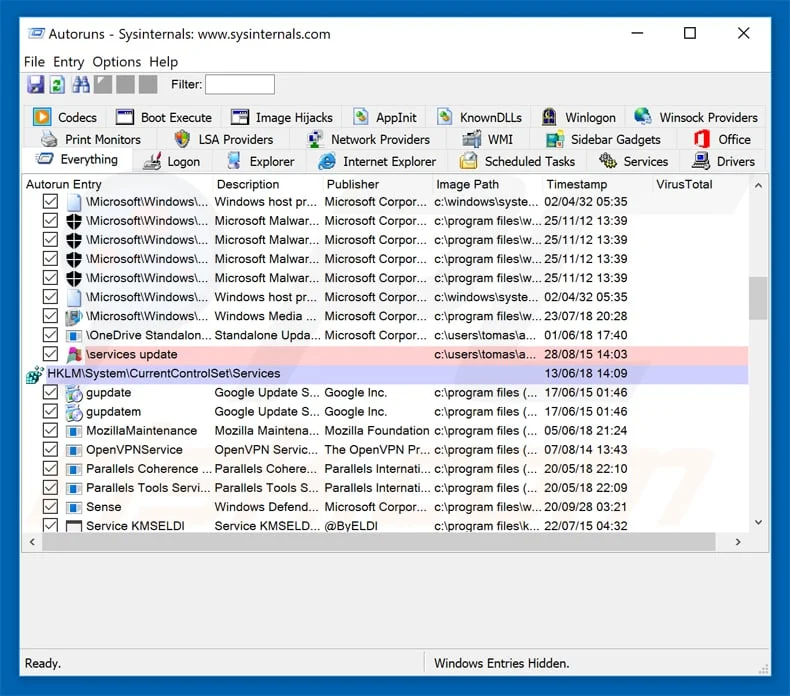 Autoruns - Sysinternals: www.sysinternals.com
File Entry Options Help
Filter:
Codecs Boot Execute Image Hijacks AppInit KnownDLLs Winlogon Winsock Providers
Print Monitors LSA Providers Network Providers WMI Sidebar Gadgets Office
Everything Logon Explorer Internet Explorer Scheduled Tasks Services Drivers
Autorun Entry Description Publisher Image Path Timestamp VirusTotal
\Microsoft\Windows\... Windows host pr... Microsoft Corpor... c:\windows\syste... 02/04/32 05:35
\Microsoft\Windows\... Microsoft Malwar... Microsoft Corpor... c:\program files\w... 25/11/12 13:39
\Microsoft\Windows\... Microsoft Malwar... Microsoft Corpor... c:\program files\w... 25/11/12 13:39
\Microsoft\Windows\... Microsoft Malwar... Microsoft Corpor... c:\program files\w... 25/11/12 13:39
\Microsoft\Windows\... Microsoft Malwar... Microsoft Corpor... c:\program files\w... 25/11/12 13:39
\Microsoft\Windows\... Windows host pr... Microsoft Corpor... c:\windows\syste... 02/04/32 05:35
\Microsoft\Windows\... Windows Media ... Microsoft Corpor... c:\program files\w... 23/07/18 20:28
\OneDrive Standalon... Standalone Upda... Microsoft Corpor... c:\users\tomas\a... 01/06/18 17:40
\services update c:\users\tomas\a... 28/08/15 14:03
HKLM\System\CurrentControlSet\Services 13/06/18 14:09
gupdate Google Update S... Google Inc. c:\program files (... 17/06/15 01:46
gupdatem Google Update S... Google Inc. c:\program files (... 17/06/15 01:46
MozillaMaintenance Mozilla Maintena... Mozilla Foundation c:\program files (... 05/06/18 21:24
OpenVPNService OpenVPN Servic... The OpenVPN Pr... c:\program files\... 07/08/14 13:43
Parallels Coherence ... Parallels Cohere... Parallels Internati... c:\program files (... 20/05/18 22:10
Parallels Tools Servi... Parallels Tools S... Parallels Internati... c:\program files (... 20/05/18 22:09
Sense Windows Defend... Microsoft Corpor... c:\program files\w... 20/09/28 03:21
Service KMSELDI Service KMSELD... @ByELDI c:\program files\k... 22/07/15 04:32
Ready. Windows Entries Hidden.